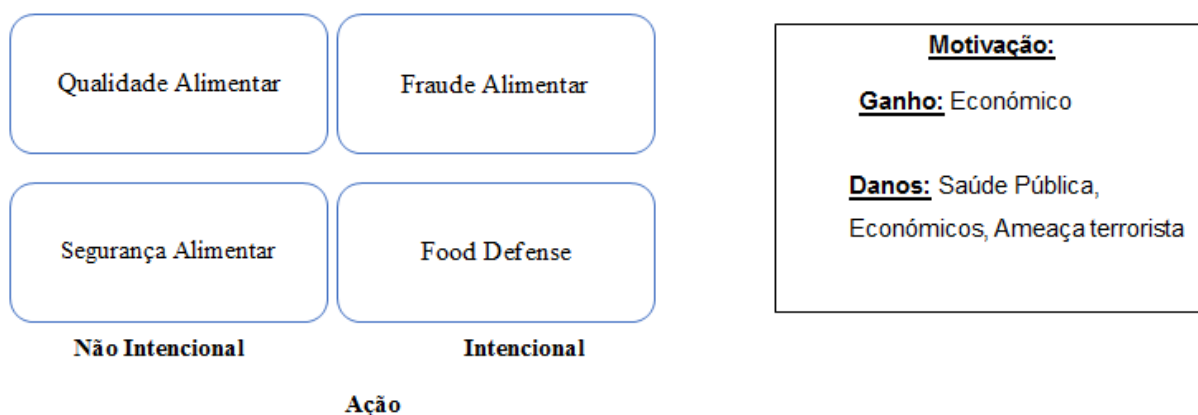 Qualidade Alimentar
Fraude Alimentar
Segurança Alimentar
Food Defense
Não Intencional
Intencional
Ação
Motivação:
Ganho: Económico
Danos: Saúde Pública,
Económicos, Ameaça terrorista